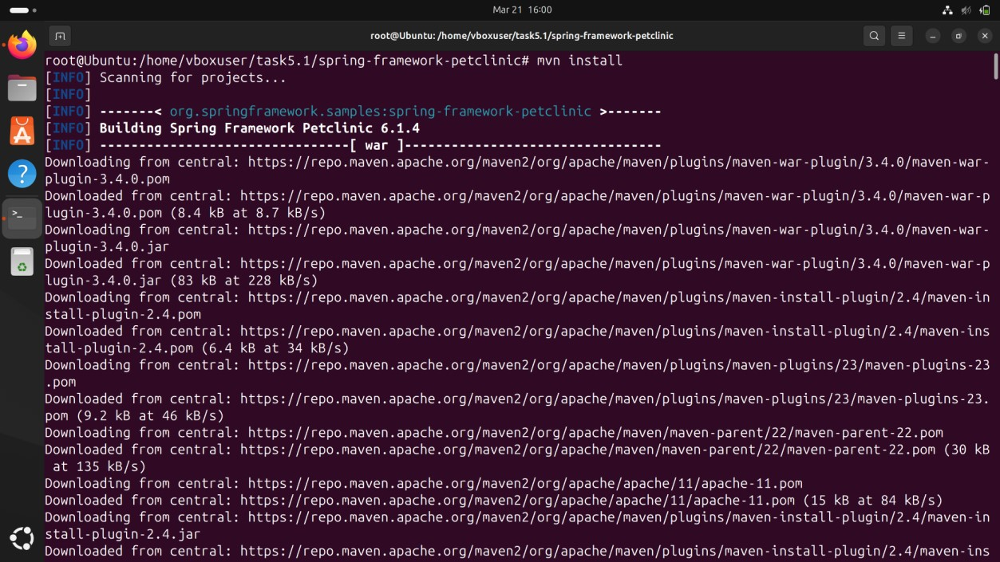 Mar 21 16:00
root@Ubuntu: /home/vboxuser/task5.1/spring-framework-petclinic
root@Ubuntu:/home/vboxuser/task5.1/spring-framework-petclinic# mvn install
[INFO] Scanning for projects...
[INFO]
[INFO] -------< org.springframework.samples:spring-framework-petclinic >-------
[INFO] Building Spring Framework Petclinic 6.1.4
[INFO] --------------------------------[ war ]---------------------------------
Downloading from central: https://repo.maven.apache.org/maven2/org/apache/maven/plugins/maven-war-plugin/3.4.0/maven-war-
plugin-3.4.0.pom
Downloaded from central: https://repo.maven.apache.org/maven2/org/apache/maven/plugins/maven-war-plugin/3.4.0/maven-war-p
lugin-3.4.0.pom (8.4 kB at 8.7 kB/s)
Downloading from central: https://repo.maven.apache.org/maven2/org/apache/maven/plugins/maven-war-plugin/3.4.0/maven-war-
plugin-3.4.0.jar
Downloaded from central: https://repo.maven.apache.org/maven2/org/apache/maven/plugins/maven-war-plugin/3.4.0/maven-war-p
lugin-3.4.0.jar (83 kB at 228 kB/s)
Downloading from central: https://repo.maven.apache.org/maven2/org/apache/maven/plugins/maven-install-plugin/2.4/maven-in
stall-plugin-2.4.pom
Downloaded from central: https://repo.maven.apache.org/maven2/org/apache/maven/plugins/maven-install-plugin/2.4/maven-ins
tall-plugin-2.4.pom (6.4 kB at 34 kB/s)
Downloading from central: https://repo.maven.apache.org/maven2/org/apache/maven/plugins/maven-plugins/23/maven-plugins-23
.pom
Downloaded from central: https://repo.maven.apache.org/maven2/org/apache/maven/plugins/maven-plugins/23/maven-plugins-23.
pom (9.2 kB at 46 kB/s)
Downloading from central: https://repo.maven.apache.org/maven2/org/apache/maven/maven-parent/22/maven-parent-22.pom
Downloaded from central: https://repo.maven.apache.org/maven2/org/apache/maven/maven-parent/22/maven-parent-22.pom (30 kB
 at 135 kB/s)
Downloading from central: https://repo.maven.apache.org/maven2/org/apache/apache/11/apache-11.pom
Downloaded from central: https://repo.maven.apache.org/maven2/org/apache/apache/11/apache-11.pom (15 kB at 84 kB/s)
Downloading from central: https://repo.maven.apache.org/maven2/org/apache/maven/plugins/maven-install-plugin/2.4/maven-in
stall-plugin-2.4.jar
Downloaded from central: https://repo.maven.apache.org/maven2/org/apache/maven/plugins/maven-install-plugin/2.4/maven-ins